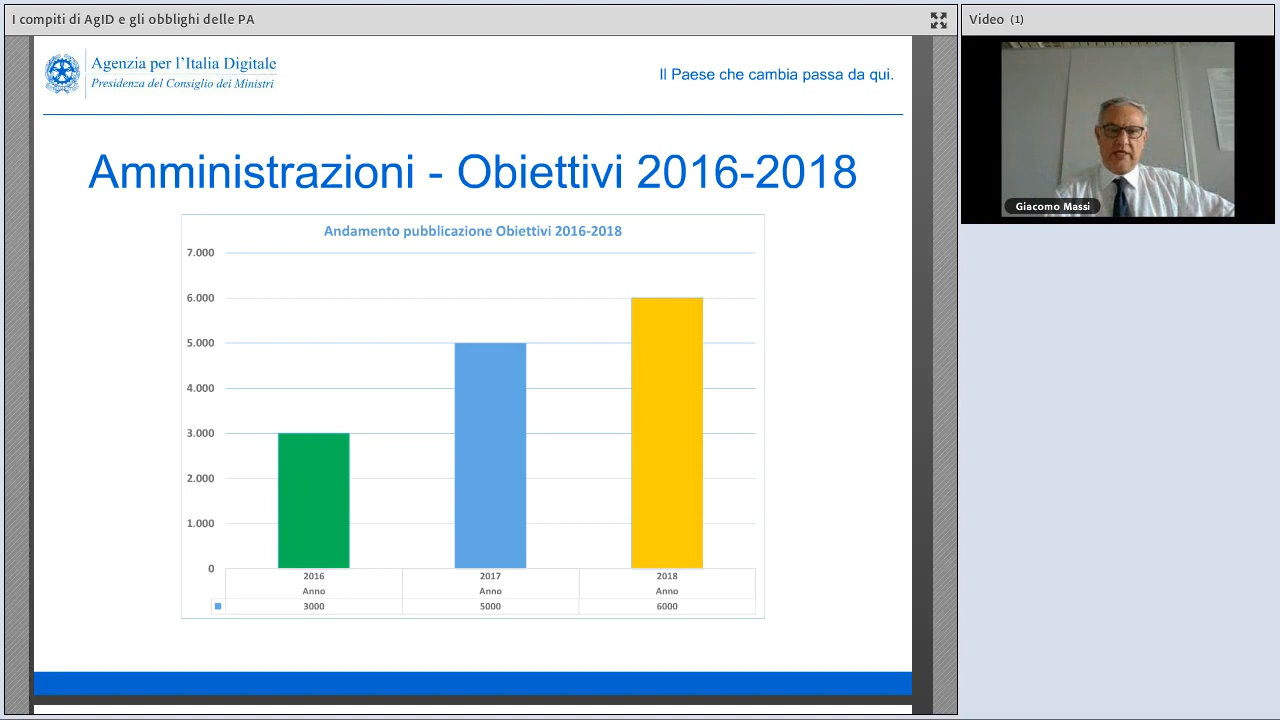 I compiti di AgID e gli obblighi delle PA
Video (1)
Agenzia per l'Italia Digitale
Presidenza del Consiglio dei Ministri
Il Paese che cambia passa da qui.
Giacomo Massi
Amministrazioni - Obiettivi 2016-2018
Andamento pubblicazione Obiettivi 2016-2018
7.000
6.000
5.000
4.000
3.000
2.000
1.000
0
2016 2017 2018
Anno Anno Anno
3000 5000 6000